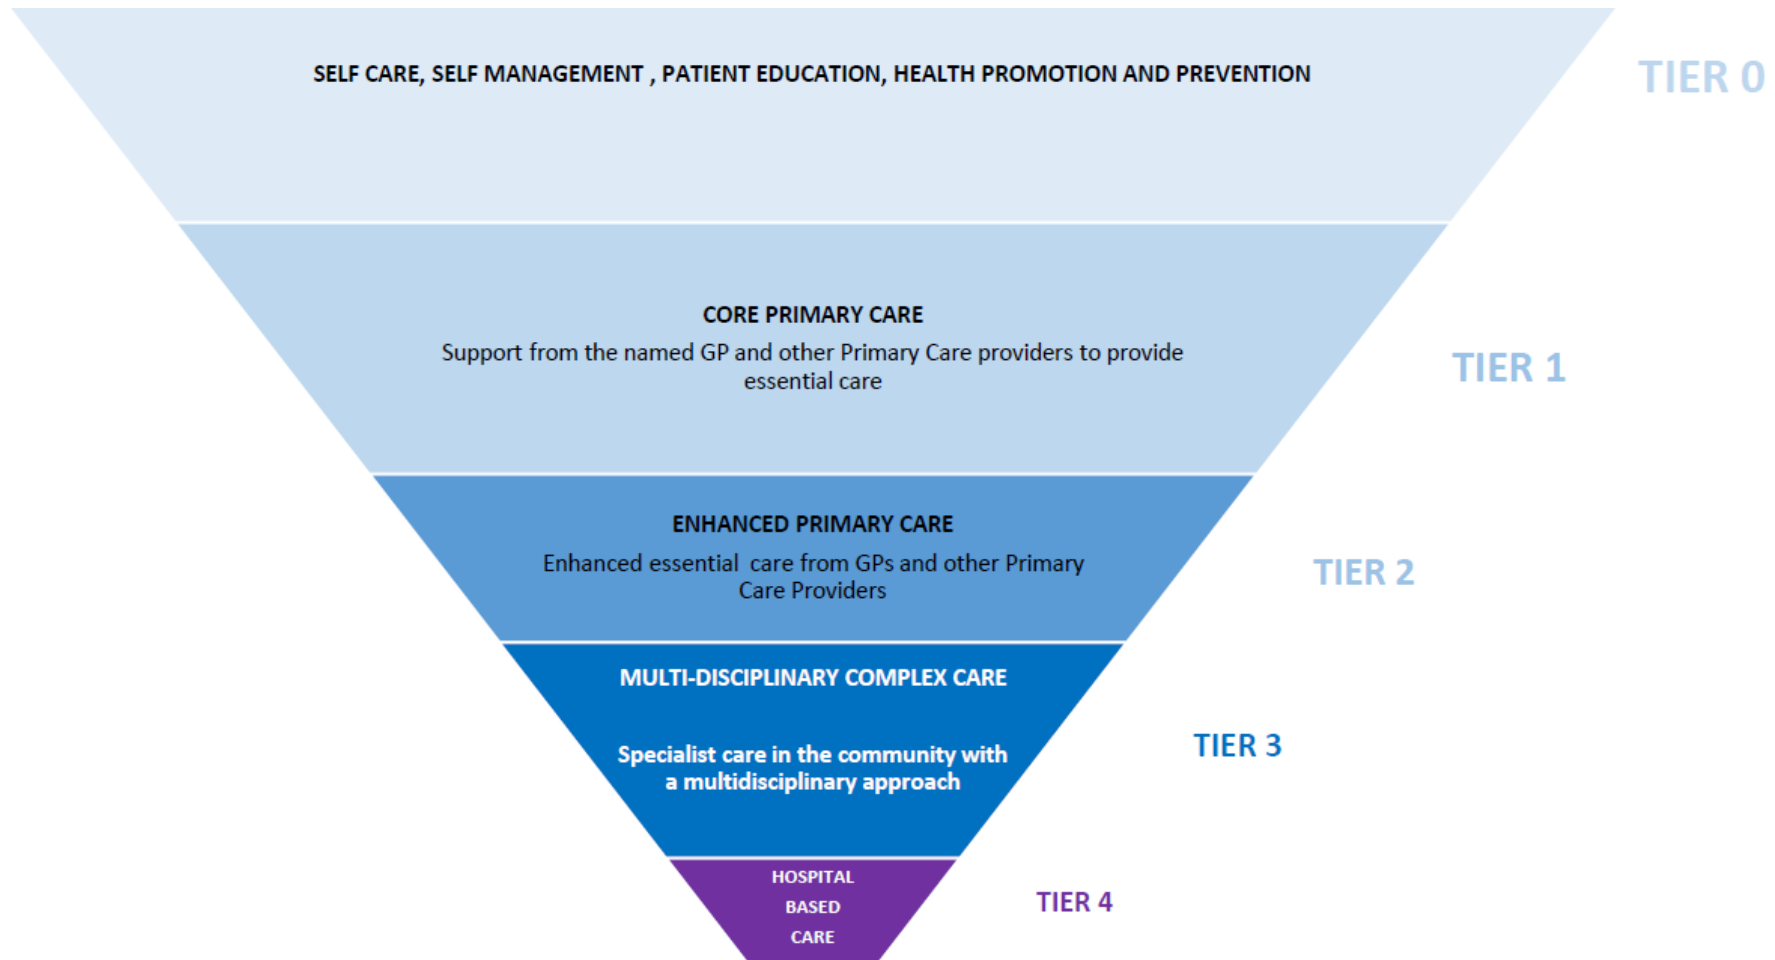 SELF CARE, SELF MANAGEMENT , PATIENT EDUCATION, HEALTH PROMOTION AND PREVENTION
TIER 0
CORE PRIMARY CARE
Support from the named GP and other Primary Care providers to provide
essential care
TIER 1
ENHANCED PRIMARY CARE
Enhanced essential  care from GPs and other Primary
Care Providers
TIER 2
MULTI-DISCIPLINARY COMPLEX CARE
Specialist care in the community with
a multidisciplinary approach
TIER 3
HOSPITAL
BASED
CARE
TIER 4